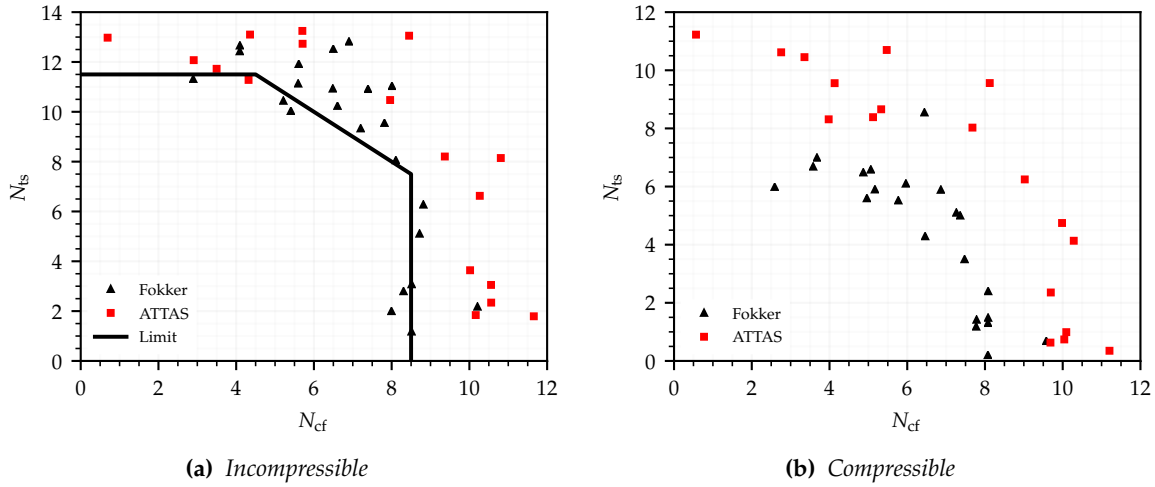 14
12
10
8
6
4
2
0
N_ts
Fokker
ATTAS
Limit
0 2 4 6 8 10 12
N_cf
(a) Incompressible
12
10
8
6
4
2
0
N_ts
Fokker
ATTAS
0 2 4 6 8 10 12
N_cf
(b) Compressible